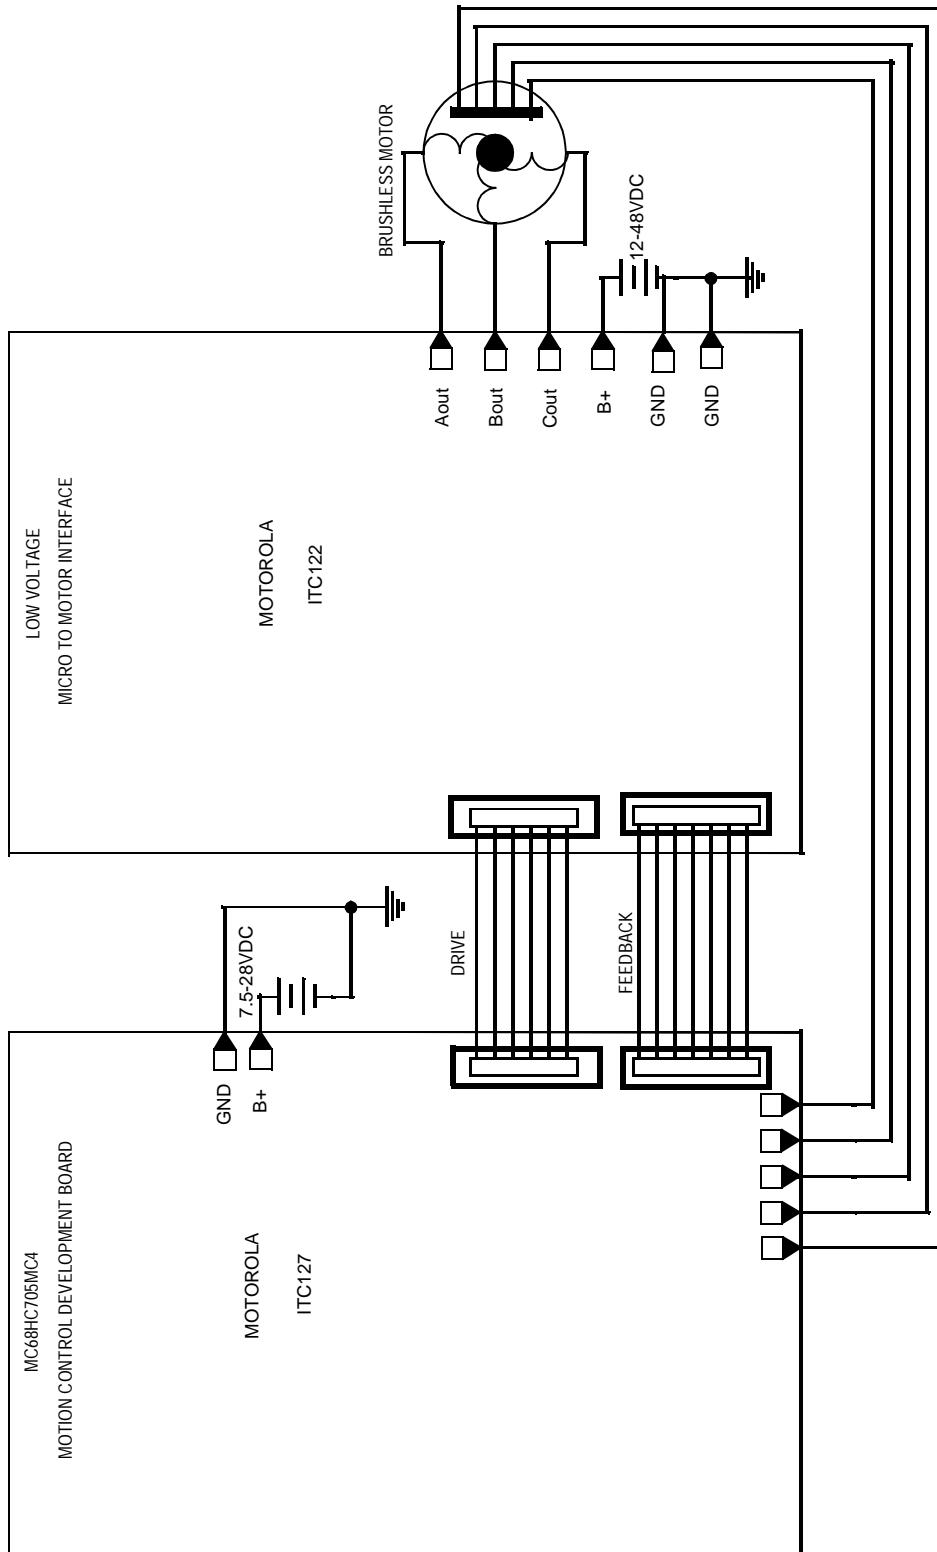 MC68HC705MC4
MOTION CONTROL DEVELOPMENT BOARD
MOTOROLA
ITC127
GND
B+
7.5-28VDC
DRIVE
FEEDBACK
LOW VOLTAGE
MICRO TO MOTOR INTERFACE
MOTOROLA
ITC122
Aout
Bout
Cout
B+
GND
GND
BRUSHLESS MOTOR
12-48VDC